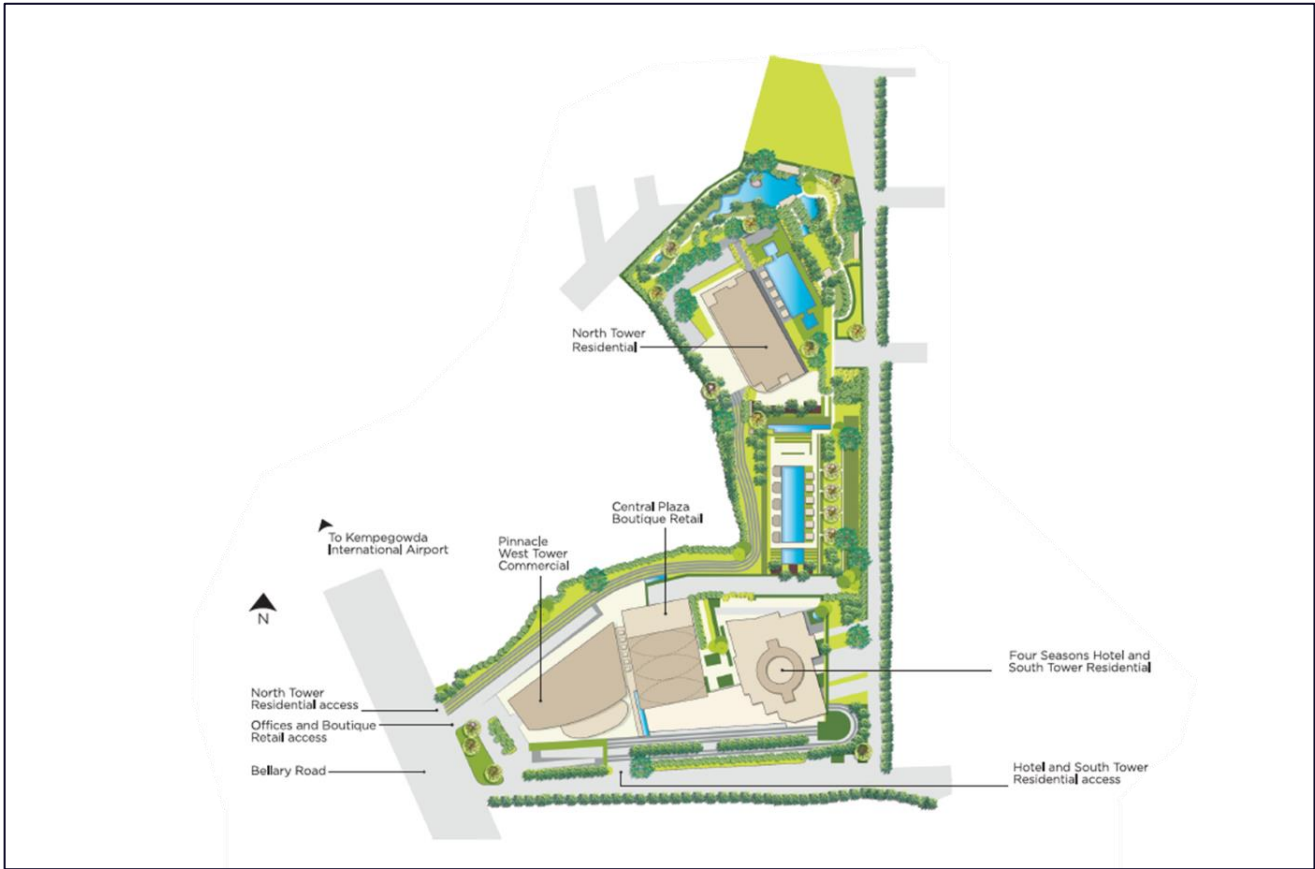 North Tower
Residential
Central Plaza
Boutique Retail
To Kempegowda
International Airport
Pinnacle
West Tower
Commercial
N
Four Seasons Hotel and
South Tower Residential
North Tower
Residential access
Offices and Boutique
Retail access
Bellary Road
Hotel and South Tower
Residential access